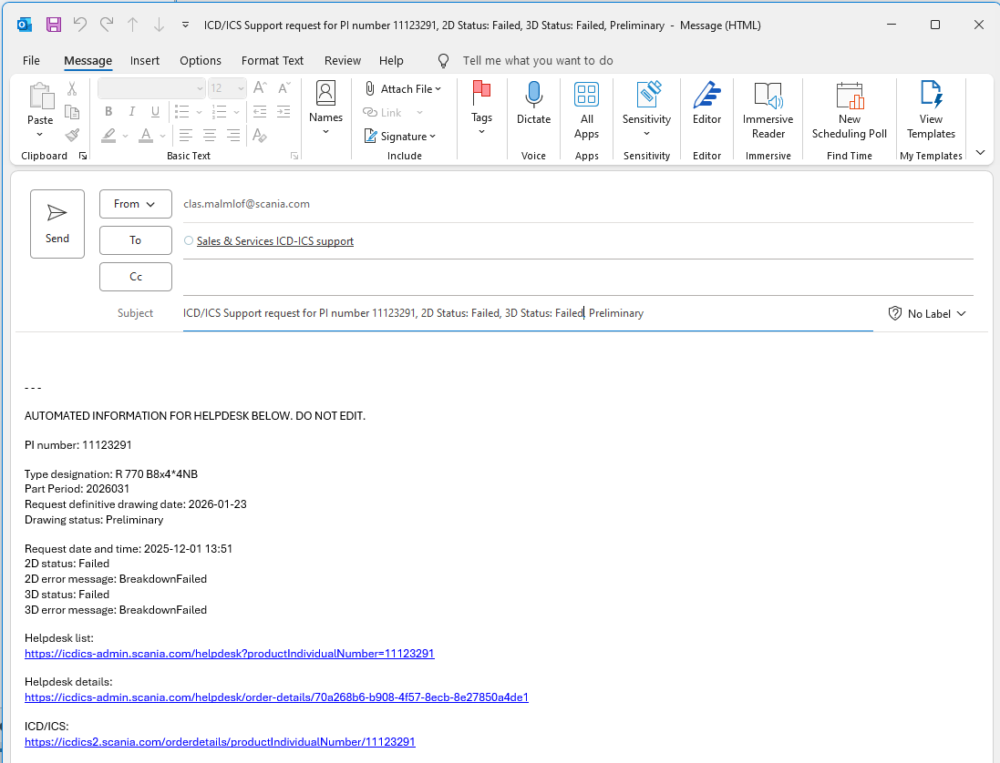 ICD/ICS Support request for PI number 11123291, 2D Status: Failed, 3D Status: Failed, Preliminary - Message (HTML)
File Message Insert Options Format Text Review Help Tell me what you want to do
Paste
Clipboard
12
B I U
A
Basic Text
Names
Attach File
Link
Signature
Include
Tags
Dictate
Voice
All Apps
Apps
Sensitivity
Sensitivity
Editor
Editor
Immersive Reader
Immersive
New Scheduling Poll
Find Time
View Templates
My Templates
Send
From clas.malmlof@scania.com
To Sales & Services ICD-ICS support
Cc
Subject ICD/ICS Support request for PI number 11123291, 2D Status: Failed, 3D Status: Failed, Preliminary No Label
- - -
AUTOMATED INFORMATION FOR HELPDESK BELOW. DO NOT EDIT.
PI number: 11123291
Type designation: R 770 B8x4*4NB
Part Period: 2026031
Request definitive drawing date: 2026-01-23
Drawing status: Preliminary
Request date and time: 2025-12-01 13:51
2D status: Failed
2D error message: BreakdownFailed
3D status: Failed
3D error message: BreakdownFailed
Helpdesk list:
https://icdics-admin.scania.com/helpdesk?productIndividualNumber=11123291
Helpdesk details:
https://icdics-admin.scania.com/helpdesk/order-details/70a268b6-b908-4f57-8ecb-8e27850a4de1
ICD/ICS:
https://icdics2.scania.com/orderdetails/productIndividualNumber/11123291